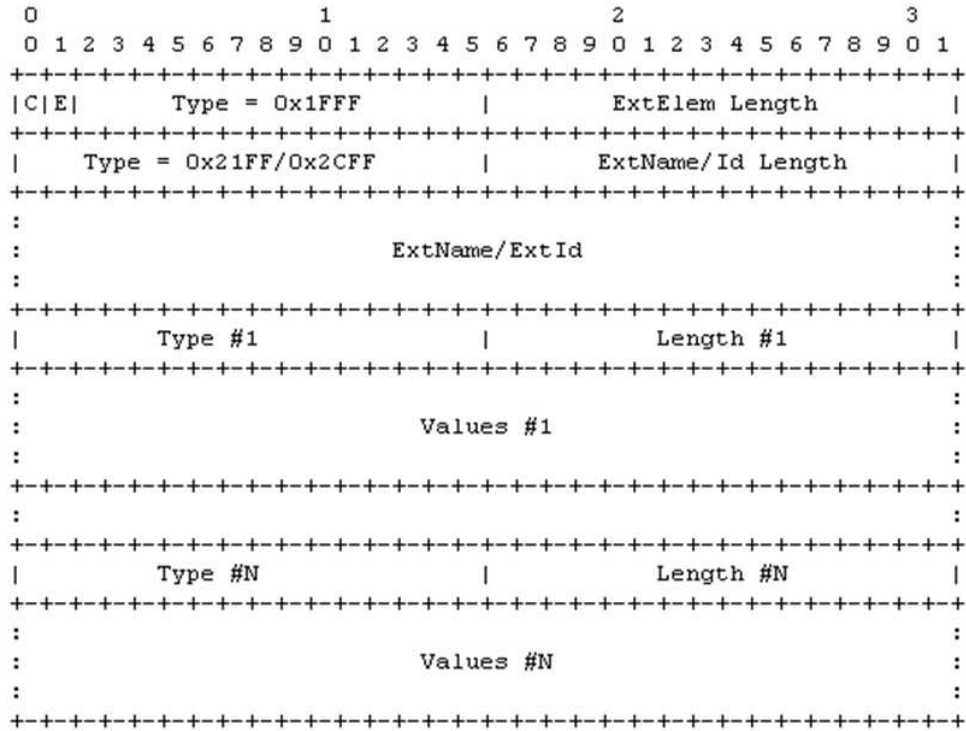 0                   1                   2                   3
 0 1 2 3 4 5 6 7 8 9 0 1 2 3 4 5 6 7 8 9 0 1 2 3 4 5 6 7 8 9 0 1
+-+-+-+-+-+-+-+-+-+-+-+-+-+-+-+-+-+-+-+-+-+-+-+-+-+-+-+-+-+-+-+-+
|C|E|      Type = 0x1FFF        |        ExtElem Length         |
+-+-+-+-+-+-+-+-+-+-+-+-+-+-+-+-+-+-+-+-+-+-+-+-+-+-+-+-+-+-+-+-+
|    Type = 0x21FF/0x2CFF       |       ExtName/Id Length       |
+-+-+-+-+-+-+-+-+-+-+-+-+-+-+-+-+-+-+-+-+-+-+-+-+-+-+-+-+-+-+-+-+
:                                                               :
:                         ExtName/ExtId                         :
:                                                               :
+-+-+-+-+-+-+-+-+-+-+-+-+-+-+-+-+-+-+-+-+-+-+-+-+-+-+-+-+-+-+-+-+
|         Type #1               |           Length #1           |
+-+-+-+-+-+-+-+-+-+-+-+-+-+-+-+-+-+-+-+-+-+-+-+-+-+-+-+-+-+-+-+-+
:                                                               :
:                           Values #1                           :
:                                                               :
+-+-+-+-+-+-+-+-+-+-+-+-+-+-+-+-+-+-+-+-+-+-+-+-+-+-+-+-+-+-+-+-+
:                                                               :
+-+-+-+-+-+-+-+-+-+-+-+-+-+-+-+-+-+-+-+-+-+-+-+-+-+-+-+-+-+-+-+-+
|         Type #N               |           Length #N           |
+-+-+-+-+-+-+-+-+-+-+-+-+-+-+-+-+-+-+-+-+-+-+-+-+-+-+-+-+-+-+-+-+
:                                                               :
:                           Values #N                           :
:                                                               :
+-+-+-+-+-+-+-+-+-+-+-+-+-+-+-+-+-+-+-+-+-+-+-+-+-+-+-+-+-+-+-+-+